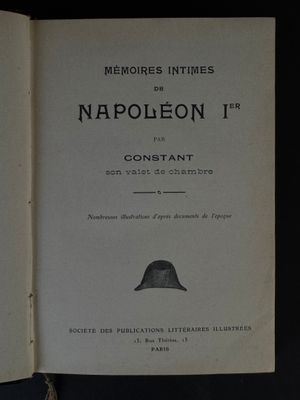 MÉMOIRES INTIMES
DE
NAPOLÉON IER
PAR
CONSTANT
son valet de chambre
Nombreuses illustrations d'après documents de l'époque
SOCIÉTÉ DES PUBLICATIONS LITTÉRAIRES ILLUSTRÉES
13, Rue Thérèse, 13
PARIS